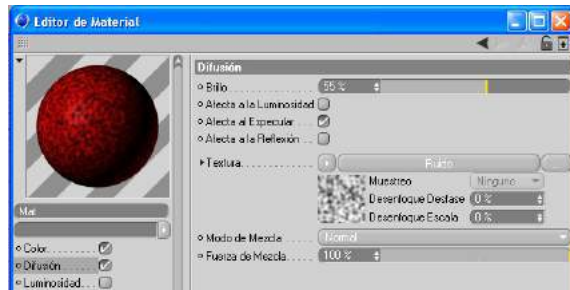 Editor de Material
Difusión
Brillo 55 %
Afecta a la Luminosidad
Afecta al Especular
Afecta a la Reflexión
Textura Ruido ...
Muestreo Ninguno
Desenfoque Desfase 0 %
Desenfoque Escala 0 %
Modo de Mezcla Normal
Fuerza de Mezcla 100 %
Mat
Color
Difusión
Luminosidad